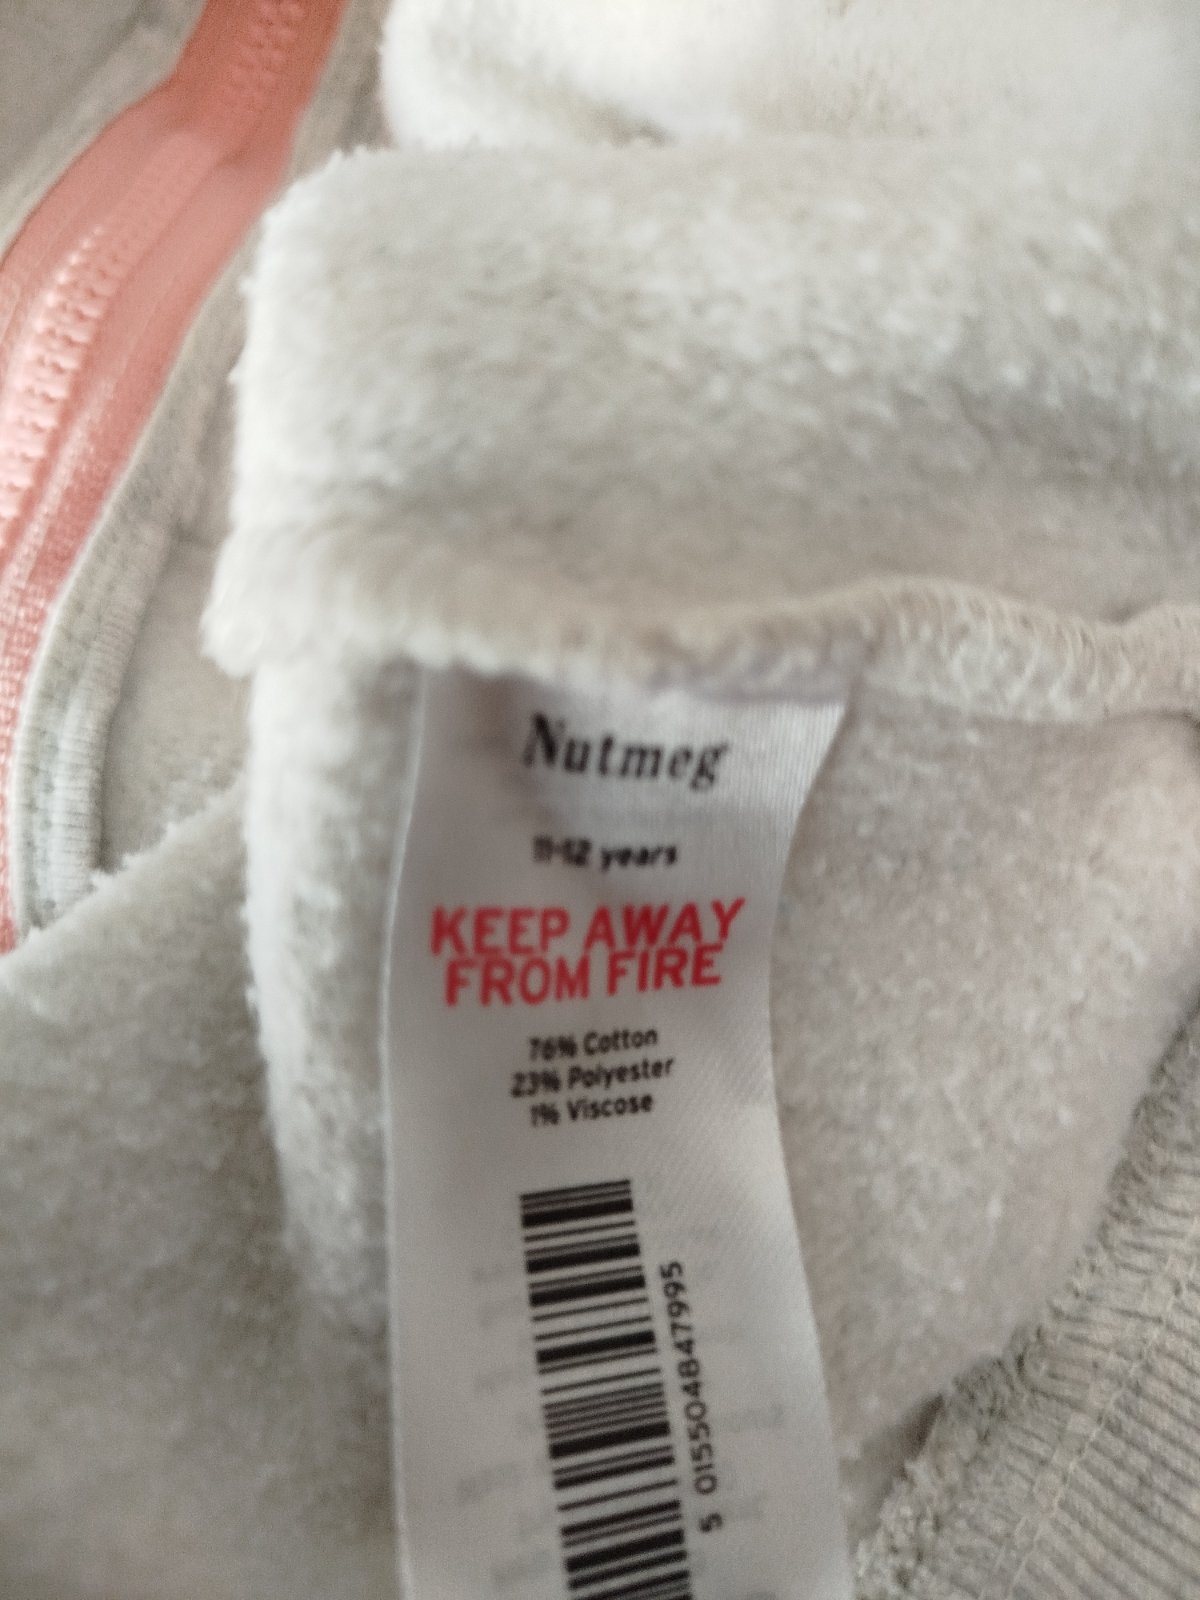 Nutmeg
11-12 years
KEEP AWAY
FROM FIRE
76% Cotton
23% Polyester
1% Viscose
5 015504847995